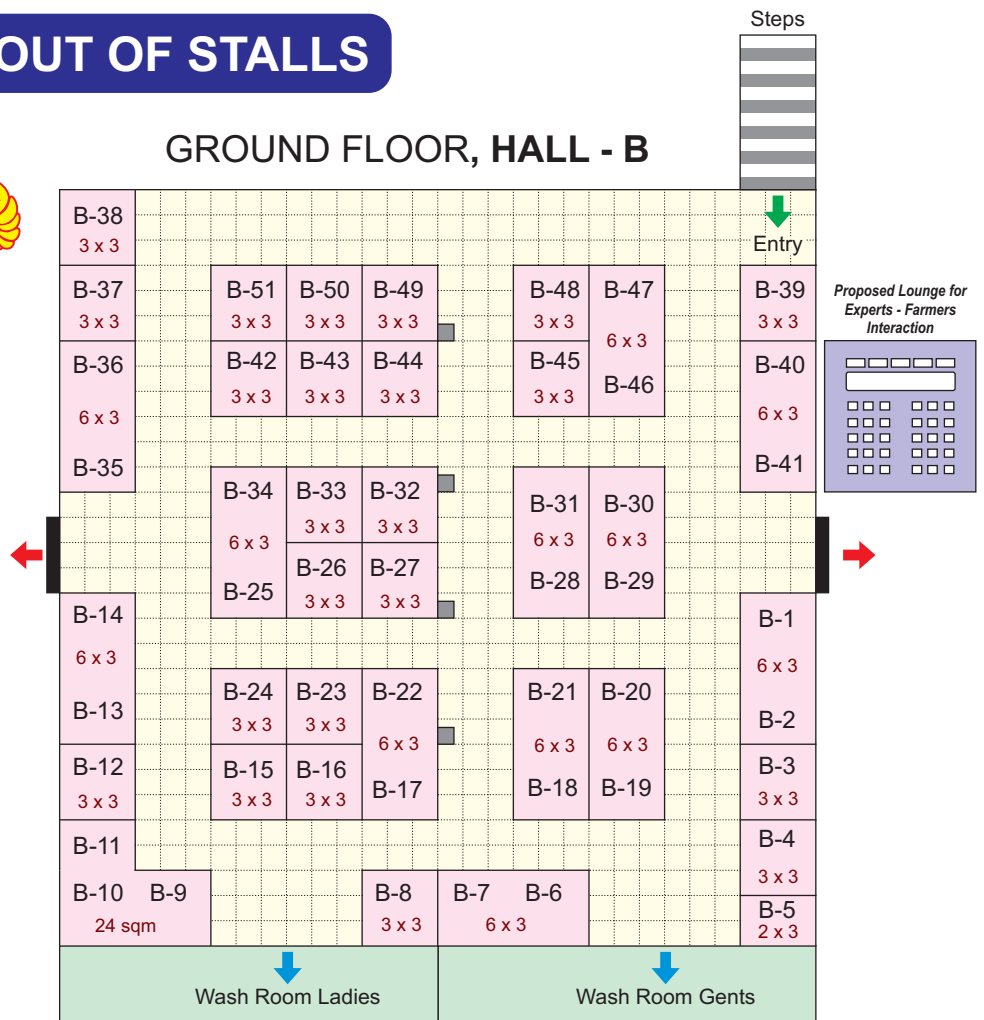 OUT OF STALLS
Steps
GROUND FLOOR, HALL - B
Entry
B-38
3 x 3
B-37
3 x 3
B-36
6 x 3
B-35
B-51 B-50 B-49
3 x 3 3 x 3 3 x 3
B-42 B-43 B-44
3 x 3 3 x 3 3 x 3
B-48 B-47
3 x 3
6 x 3
B-45 B-46
3 x 3
B-39
3 x 3
B-40
6 x 3
B-41
Proposed Lounge for
Experts - Farmers
Interaction
B-34 B-33 B-32
3 x 3 3 x 3
6 x 3
B-26 B-27
B-25
3 x 3 3 x 3
B-31 B-30
6 x 3 6 x 3
B-28 B-29
B-14
6 x 3
B-13
B-12
3 x 3
B-11
B-10 B-9
24 sqm
B-24 B-23 B-22
3 x 3 3 x 3
6 x 3
B-15 B-16 B-17
3 x 3 3 x 3
B-21 B-20
6 x 3 6 x 3
B-18 B-19
B-1
6 x 3
B-2
B-3
3 x 3
B-4
3 x 3
B-5
2 x 3
B-8
3 x 3
B-7 B-6
6 x 3
Wash Room Ladies
Wash Room Gents